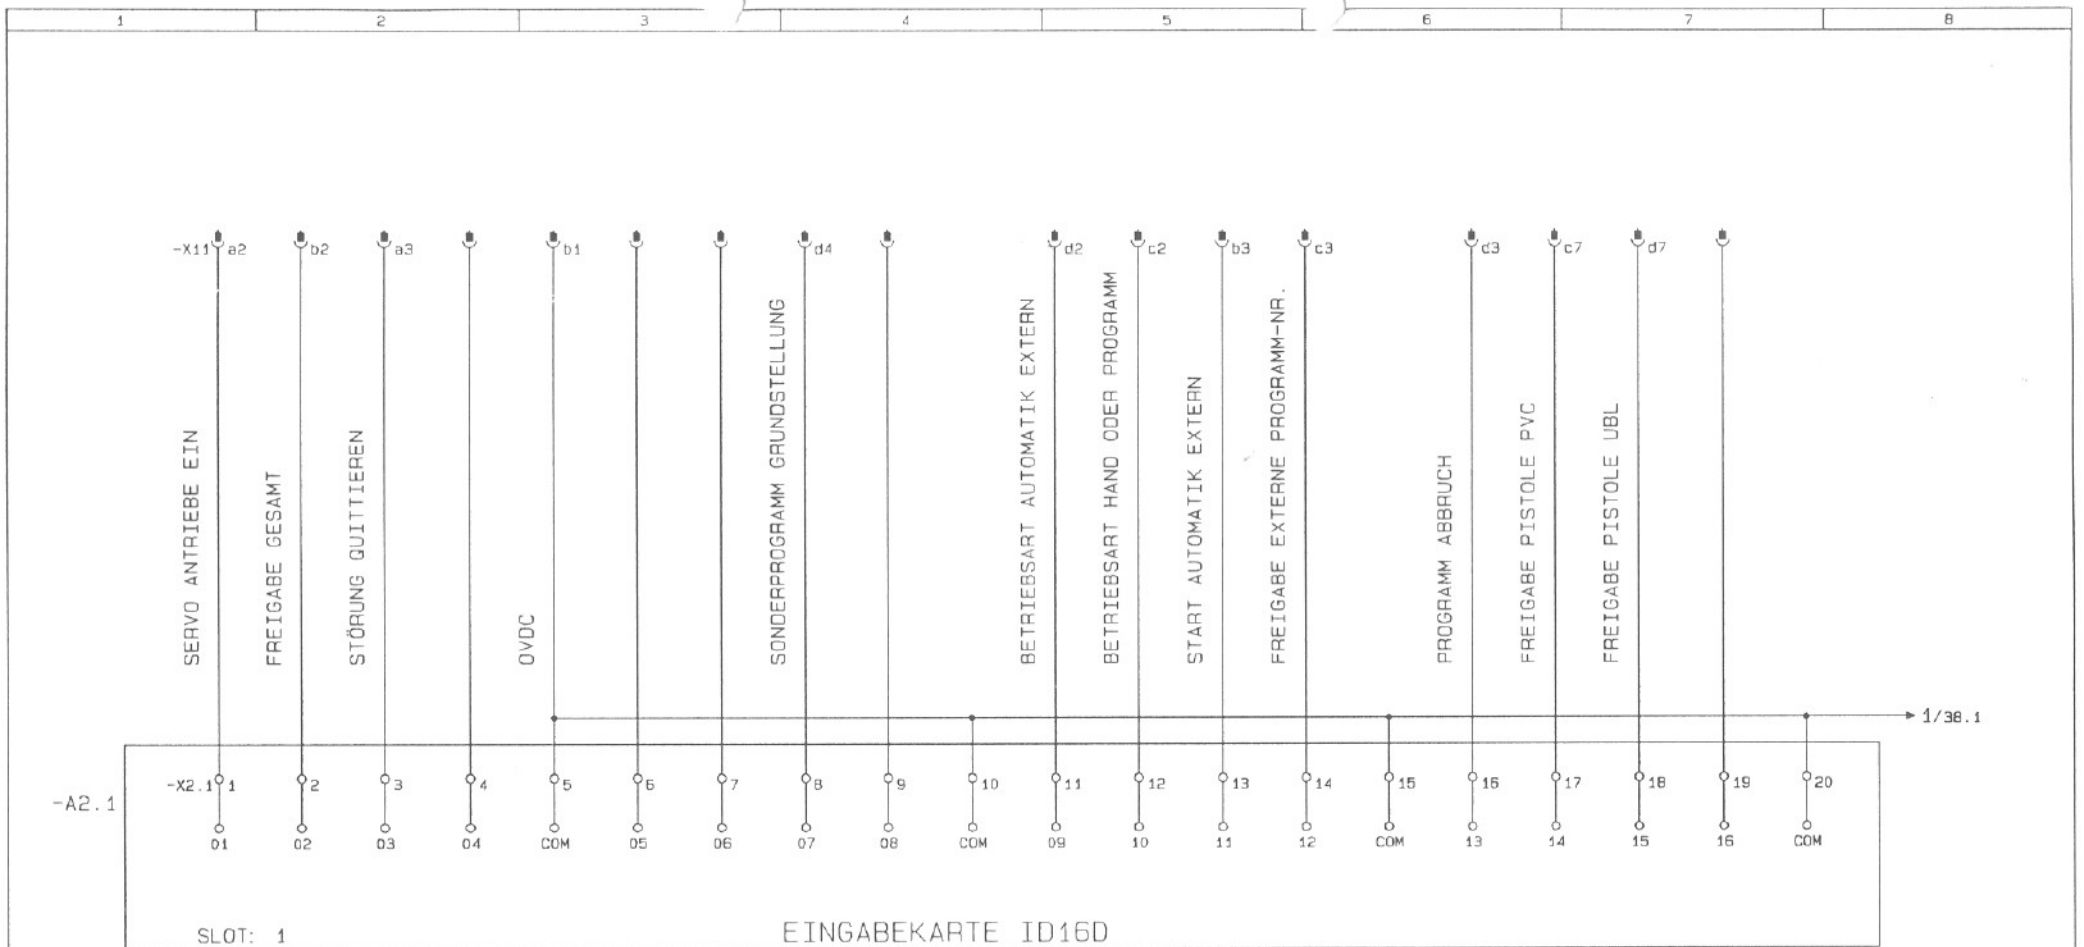 1 2 3 4 5 6 7 8
-X11 a2 b2 a3 b1 d4 d2 c2 b3 c3 d3 c7 d7
SERVO ANTRIEBE EIN
FREIGABE GESAMT
STÖRUNG QUITTIEREN
0VDC
SONDERPROGRAMM GRUNDSTELLUNG
BETRIEBSART AUTOMATIK EXTERN
BETRIEBSART HAND ODER PROGRAMM
START AUTOMATIK EXTERN
FREIGABE EXTERNE PROGRAMM-NR.
PROGRAMM ABBRUCH
FREIGABE PISTOLE PVC
FREIGABE PISTOLE UBL
1/38.1
-X2.1 1 2 3 4 5 6 7 8 9 10 11 12 13 14 15 16 17 18 19 20
-A2.1
01 02 03 04 COM 05 06 07 08 COM 09 10 11 12 COM 13 14 15 16 COM
SLOT: 1
EINGABEKARTE ID16D